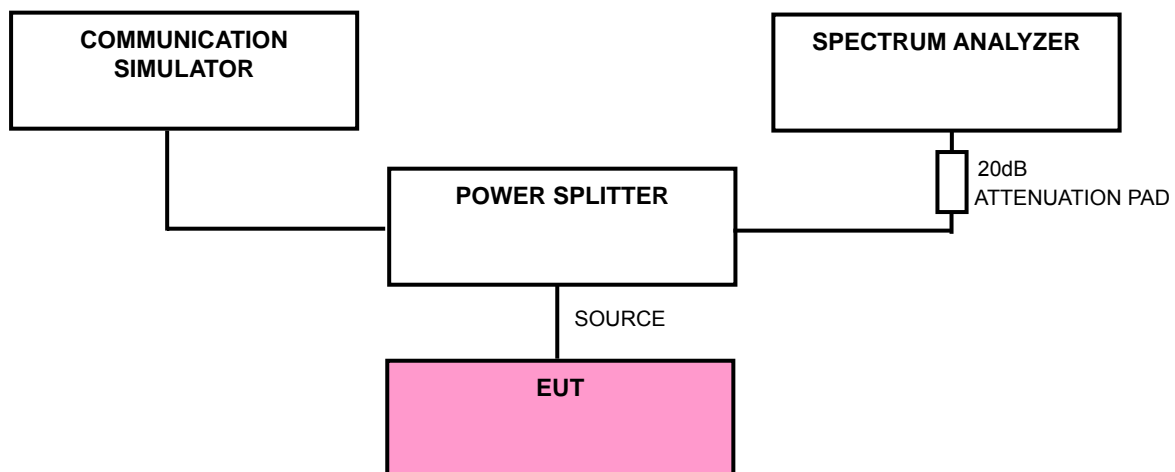 COMMUNICATION
SIMULATOR
SPECTRUM ANALYZER
20dB
ATTENUATION PAD
POWER SPLITTER
SOURCE
EUT